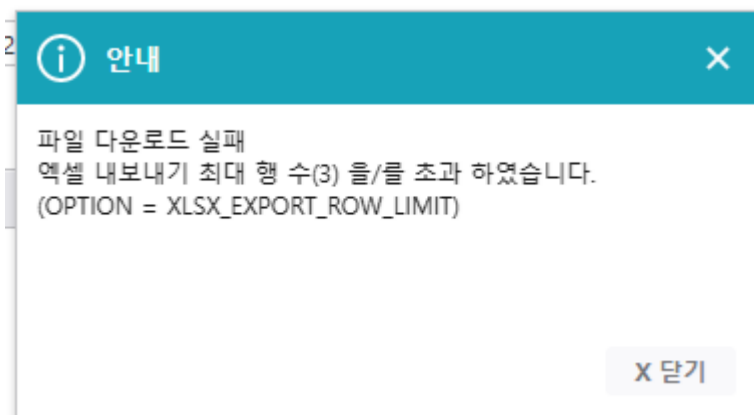 2
안내
파일 다운로드 실패
엑셀 내보내기 최대 행 수(3) 을/를 초과 하였습니다.
(OPTION = XLSX_EXPORT_ROW_LIMIT)
X 닫기